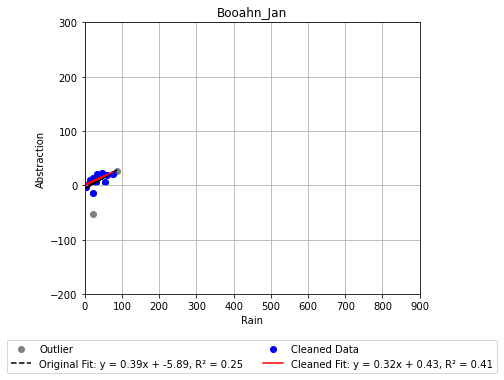 Booahn_Jan
300
200
100
0
−100
−200
Abstraction
0 100 200 300 400 500 600 700 800 900
Rain
Outlier
Original Fit: y = 0.39x + -5.89, R² = 0.25
Cleaned Data
Cleaned Fit: y = 0.32x + 0.43, R² = 0.41